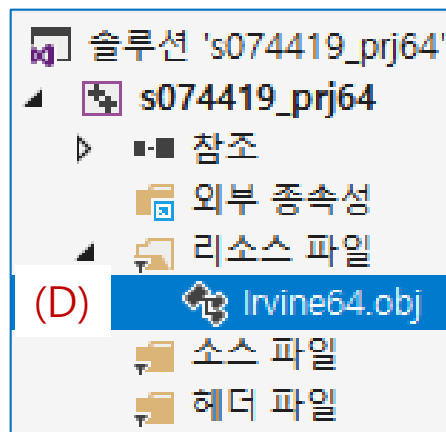 솔루션 's074419_prj64'
s074419_prj64
참조
외부 종속성
리소스 파일
(D) Irvine64.obj
소스 파일
헤더 파일